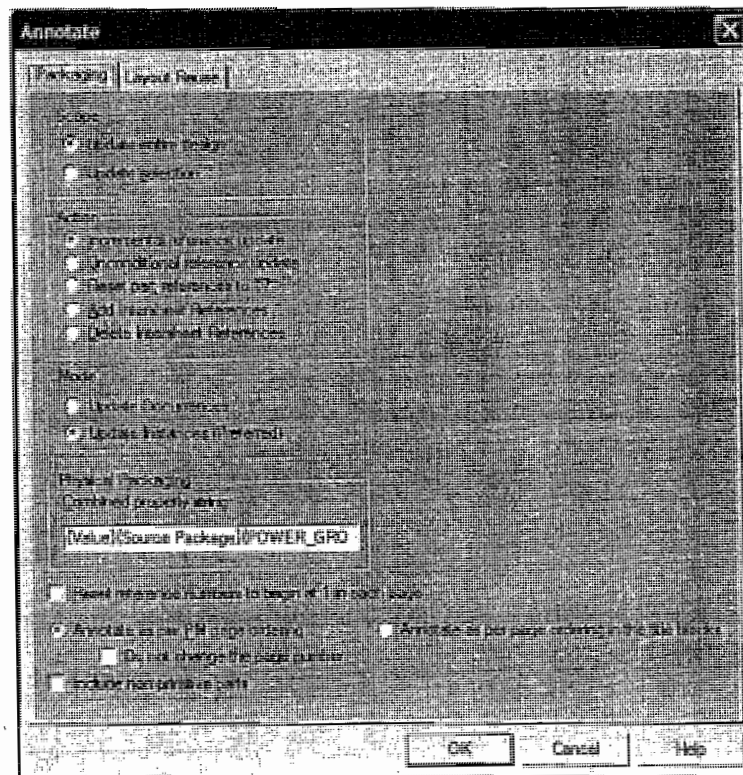 Annotate
Packaging Layout Reuse
Scope
Update entire design
Update selection
Action
Incremental reference update
Unconditional reference update
Reset part references to "?"
Add Intersheet References
Delete Intersheet References
Mode
Update Occurrences
Update Instances (Preferred)
Physical Packaging
Combined property string
{Value}{Source Package}{POWER_GRO
Reset reference numbers to begin at 1 in each page
Annotate as per PM page ordering
Annotate as per page ordering in the title blocks
Do not change the page number
Include non-primitive parts
OK Cancel Help